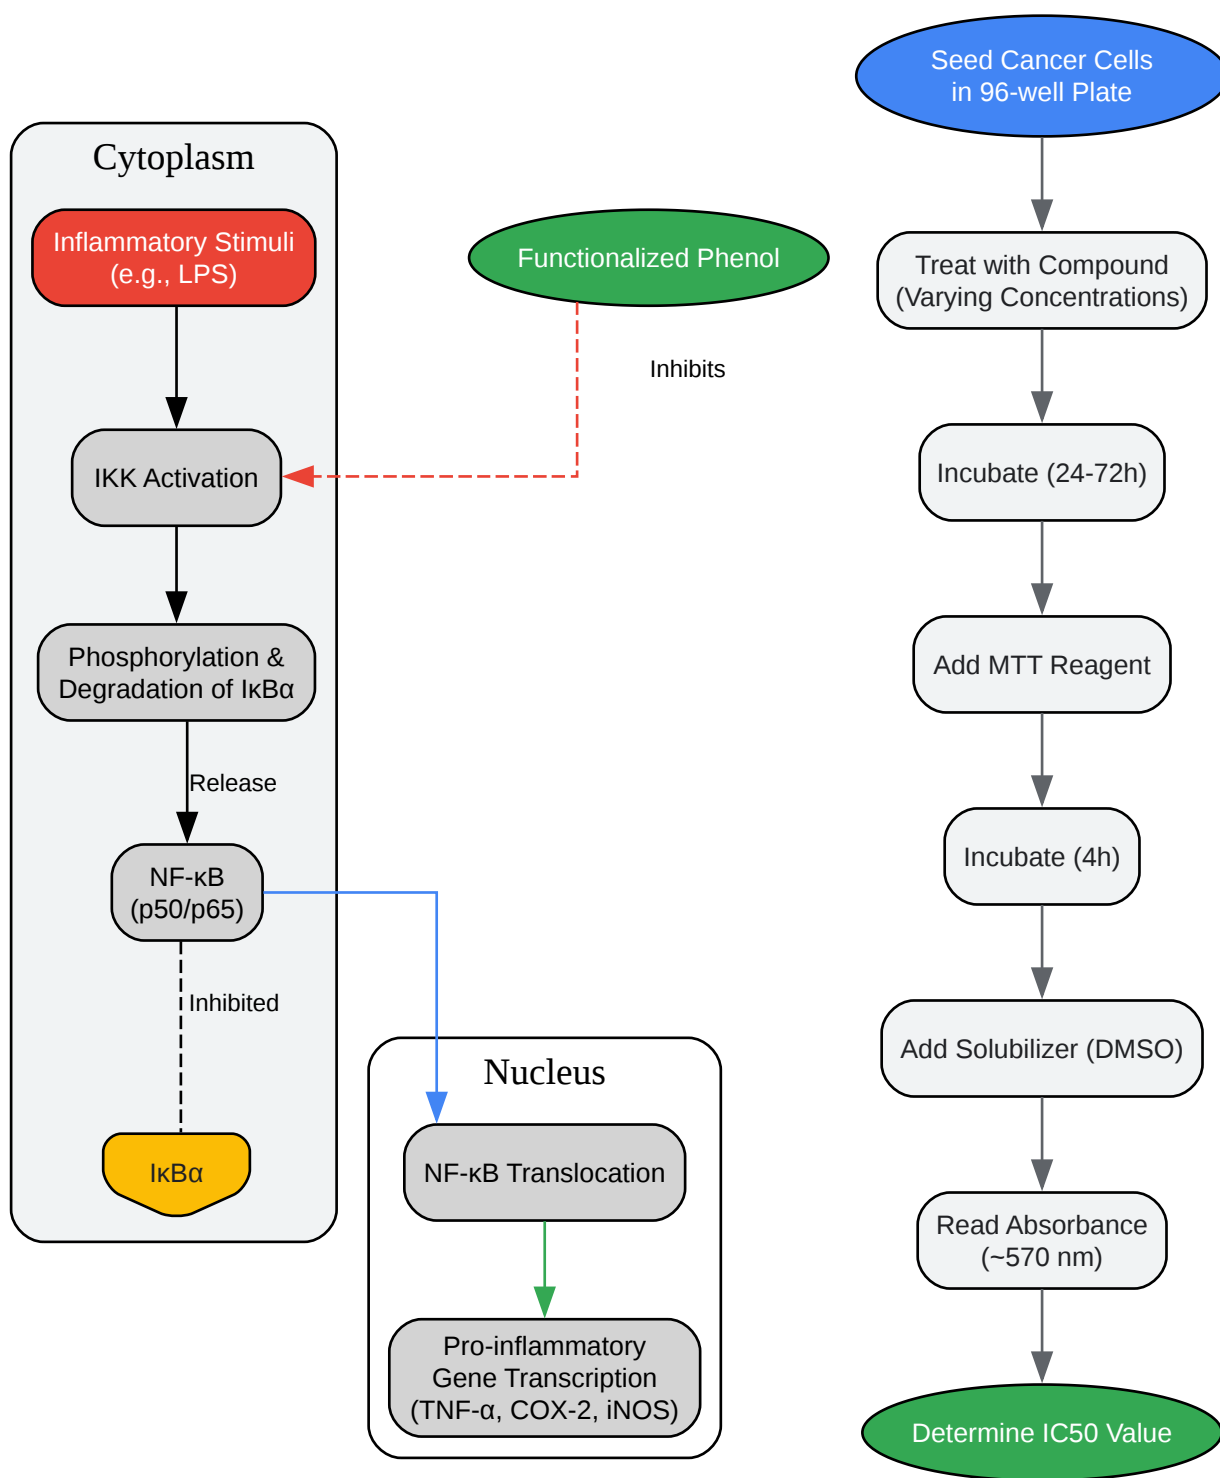 Cytoplasm
Inflammatory Stimuli
(e.g., LPS)
IKK Activation
Phosphorylation &
Degradation of IκBα
Release
NF-κB
(p50/p65)
Inhibited
IκBα
Functionalized Phenol
Inhibits
Nucleus
NF-κB Translocation
Pro-inflammatory
Gene Transcription
(TNF-α, COX-2, iNOS)
Seed Cancer Cells
in 96-well Plate
Treat with Compound
(Varying Concentrations)
Incubate (24-72h)
Add MTT Reagent
Incubate (4h)
Add Solubilizer (DMSO)
Read Absorbance
(~570 nm)
Determine IC50 Value